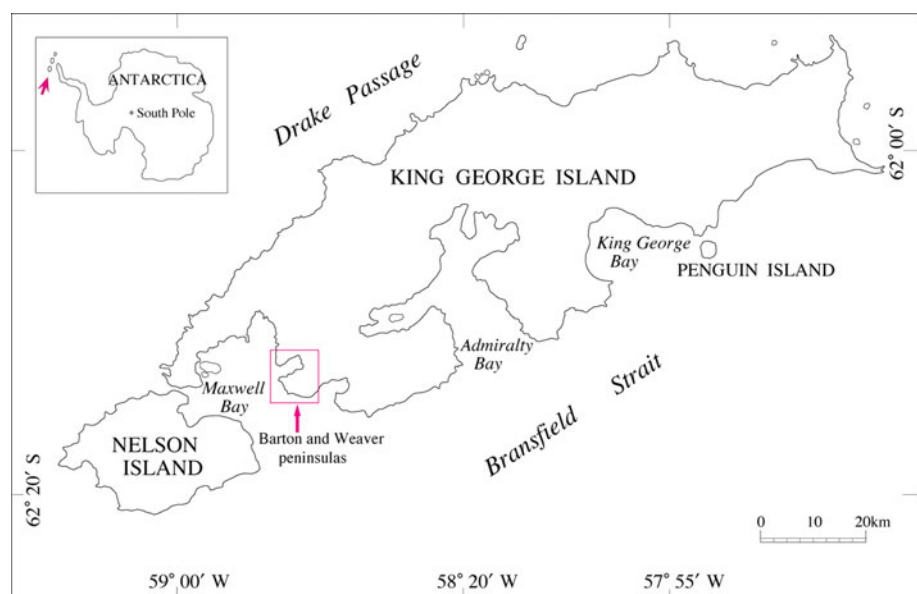 ANTARCTICA
South Pole
Drake Passage
62° 00′ S
KING GEORGE ISLAND
King George
Bay
PENGUIN ISLAND
Admiralty
Bay
Maxwell
Bay
Bransfield Strait
Barton and Weaver
peninsulas
NELSON
ISLAND
62° 20′ S
0 10 20km
59° 00′ W 58° 20′ W 57° 55′ W